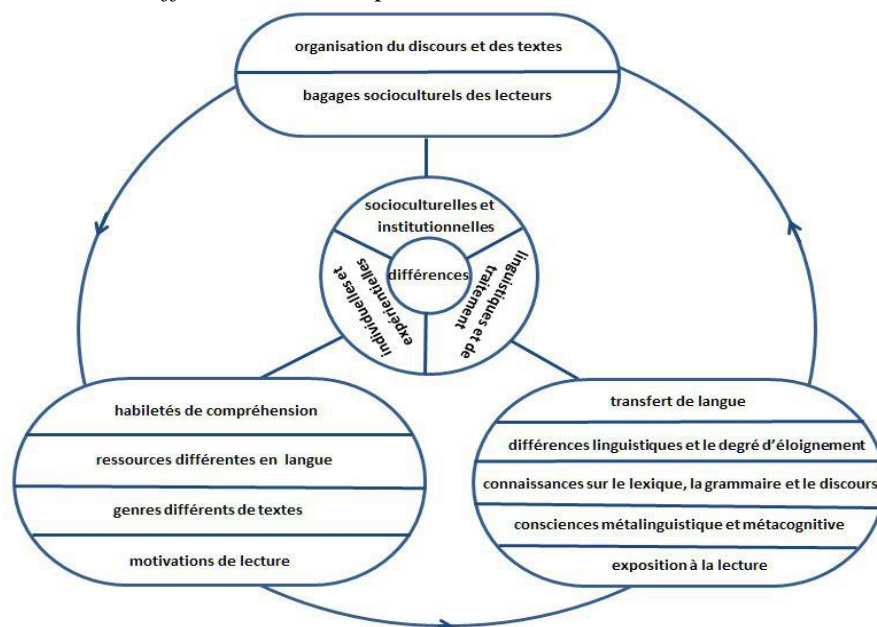 organisation du discours et des textes
bagages socioculturels des lecteurs
socioculturelles et
institutionnelles
différences
individuelles et
expérientielles
linguistiques et de
traitement
habiletés de compréhension
ressources différentes en langue
genres différents de textes
motivations de lecture
transfert de langue
différences linguistiques et le degré d'éloignement
connaissances sur le lexique, la grammaire et le discours
consciences métalinguistique et métacognitive
exposition à la lecture